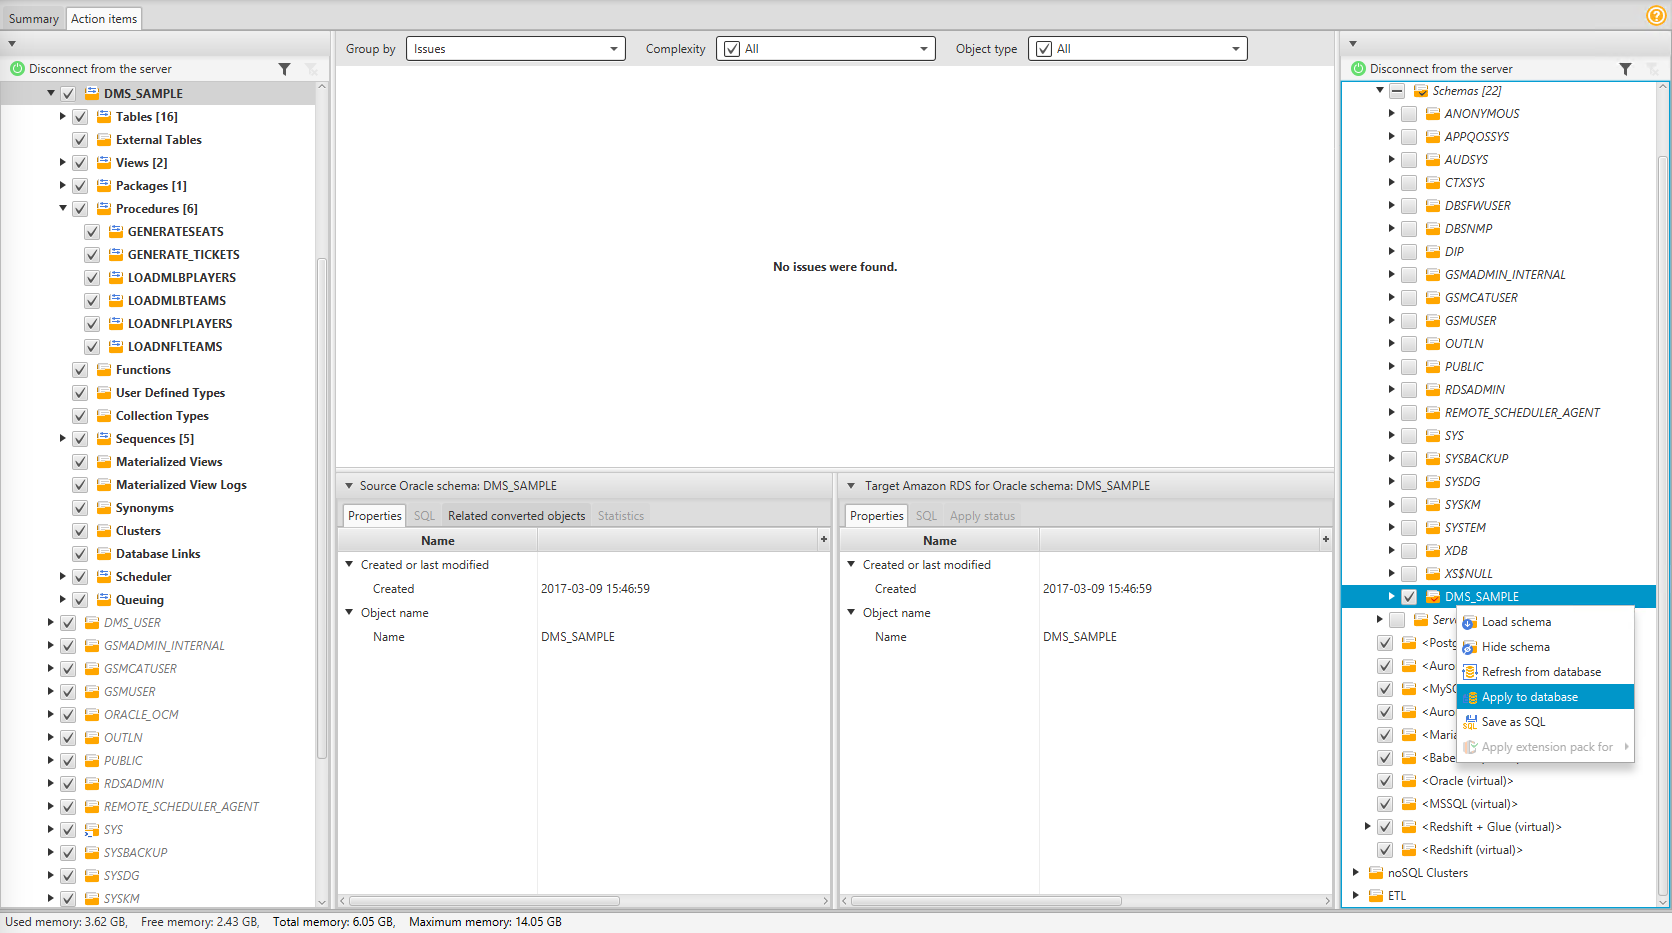 Summary Action items
Disconnect from the server
DMS_SAMPLE
Tables [16]
External Tables
Views [2]
Packages [1]
Procedures [6]
GENERATESEATS
GENERATE_TICKETS
LOADMLBPLAYERS
LOADMLBTEAMS
LOADNFLPLAYERS
LOADNFLTEAMS
Functions
User Defined Types
Collection Types
Sequences [5]
Materialized Views
Materialized View Logs
Synonyms
Clusters
Database Links
Scheduler
Queuing
DMS_USER
GSMADMIN_INTERNAL
GSMCATUSER
GSMUSER
ORACLE_OCM
OUTLN
PUBLIC
RDSADMIN
REMOTE_SCHEDULER_AGENT
SYS
SYSBACKUP
SYSDG
SYSKM
Group by Issues Complexity All Object type All
No issues were found.
Source Oracle schema: DMS_SAMPLE
Properties SQL Related converted objects Statistics
Name +
Created or last modified
Created 2017-03-09 15:46:59
Object name
Name DMS_SAMPLE
Target Amazon RDS for Oracle schema: DMS_SAMPLE
Properties SQL Apply status
Name +
Created or last modified
Created 2017-03-09 15:46:59
Object name
Name DMS_SAMPLE
?
Disconnect from the server
Schemas [22]
ANONYMOUS
APPQOSSYS
AUDSYS
CTXSYS
DBSFWUSER
DBSNMP
DIP
GSMADMIN_INTERNAL
GSMCATUSER
GSMUSER
OUTLN
PUBLIC
RDSADMIN
REMOTE_SCHEDULER_AGENT
SYS
SYSBACKUP
SYSDG
SYSKM
SYSTEM
XDB
XS$NULL
DMS_SAMPLE
Serv
<Postg
<Auro
<MySQ
<Auro
<Maria
<Babe
<Oracle (virtual)>
<MSSQL (virtual)>
<Redshift + Glue (virtual)>
<Redshift (virtual)>
noSQL Clusters
ETL
Load schema
Hide schema
Refresh from database
Apply to database
SQL Save as SQL
Apply extension pack for
Used memory: 3.62 GB, Free memory: 2.43 GB, Total memory: 6.05 GB, Maximum memory: 14.05 GB